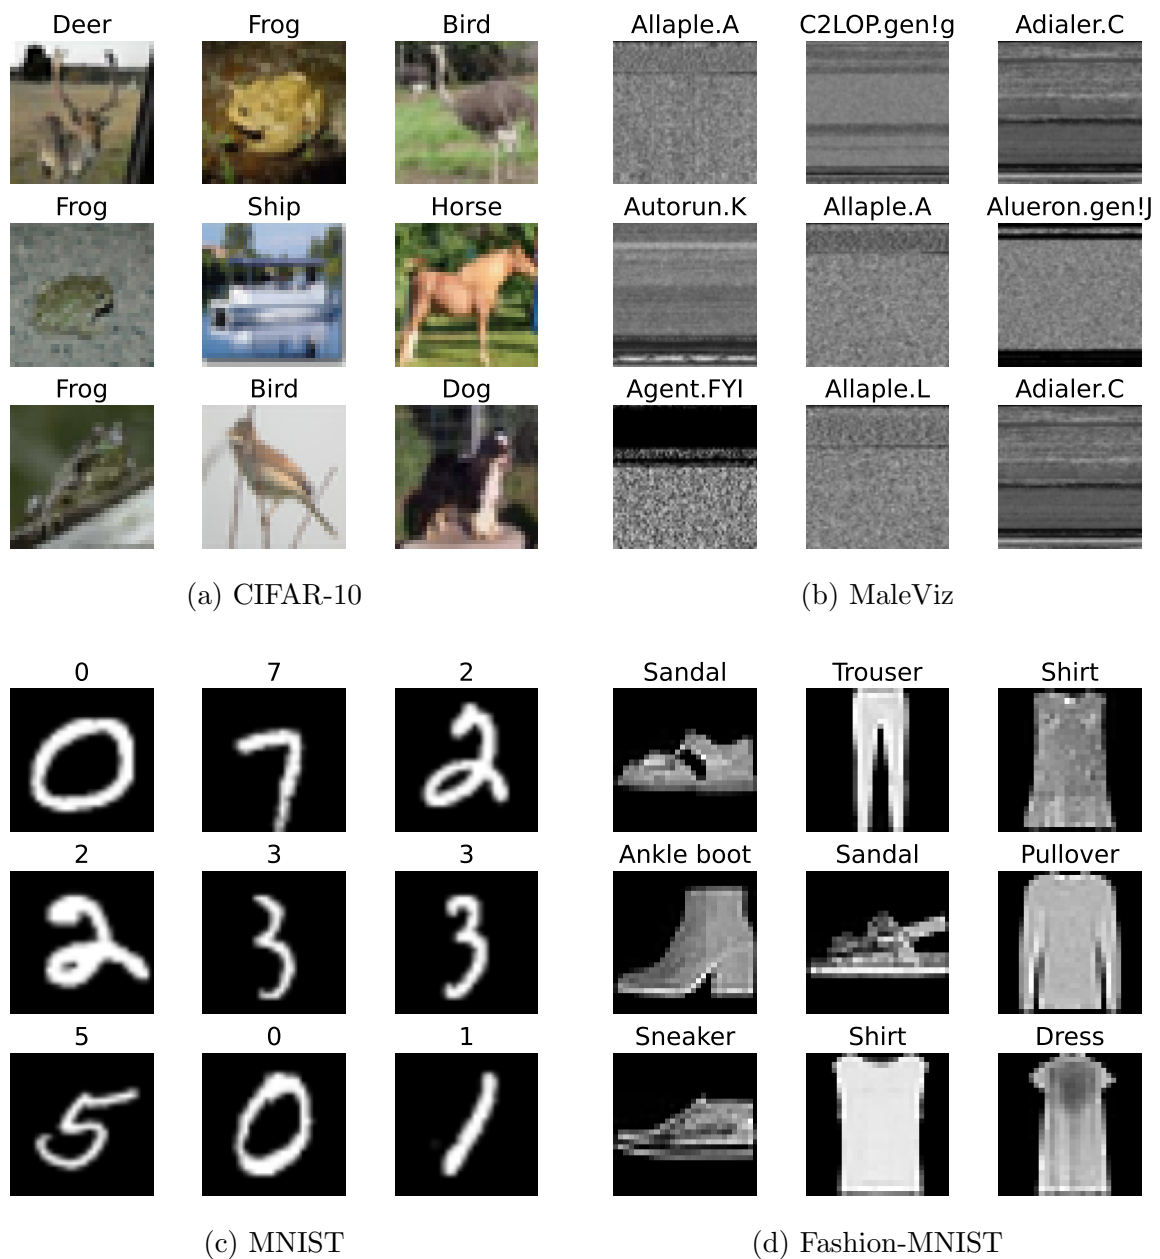 Deer Frog Bird
Frog Ship Horse
Frog Bird Dog
(a) CIFAR-10
Allaple.A C2LOP.gen!g Adialer.C
Autorun.K Allaple.A Alueron.gen!J
Agent.FYI Allaple.L Adialer.C
(b) MaleViz
0 7 2
2 3 3
5 0 1
(c) MNIST
Sandal Trouser Shirt
Ankle boot Sandal Pullover
Sneaker Shirt Dress
(d) Fashion-MNIST